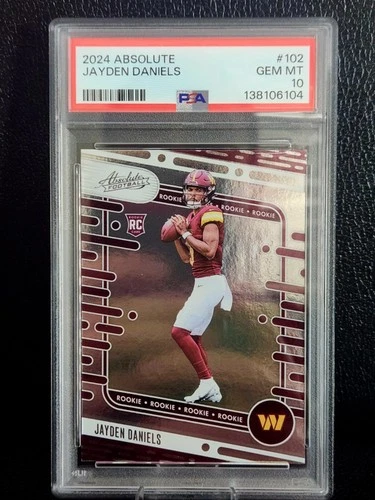 2024 ABSOLUTE #102
JAYDEN DANIELS GEM MT
10
PSA 138106104
Absolute
FOOTBALL
ROOKIE • ROOKIE • ROOKIE
RC
ROOKIE • ROOKIE • ROOKIE • ROOKIE
W
JAYDEN DANIELS